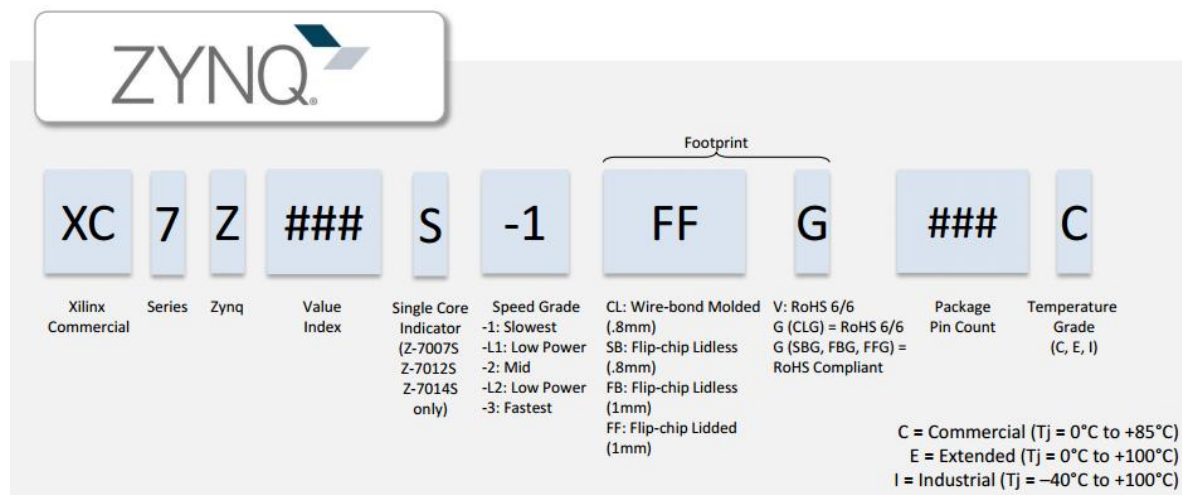 ZYNQ®
Footprint
XC 7 Z ### S -1 FF G ### C
Xilinx
Commercial
Series
Zynq
Value
Index
Single Core
Indicator
(Z-7007S
Z-7012S
Z-7014S
only)
Speed Grade
-1: Slowest
-L1: Low Power
-2: Mid
-L2: Low Power
-3: Fastest
CL: Wire-bond Molded
(.8mm)
SB: Flip-chip Lidless
(.8mm)
FB: Flip-chip Lidless
(1mm)
FF: Flip-chip Lidded
(1mm)
V: RoHS 6/6
G (CLG) = RoHS 6/6
G (SBG, FBG, FFG) =
RoHS Compliant
Package
Pin Count
Temperature
Grade
(C, E, I)
C = Commercial (Tj = 0°C to +85°C)
E = Extended (Tj = 0°C to +100°C)
I = Industrial (Tj = –40°C to +100°C)